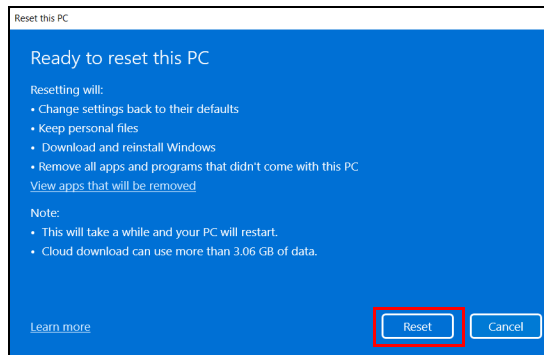 Reset this PC
Ready to reset this PC
Resetting will:
• Change settings back to their defaults
• Keep personal files
• Download and reinstall Windows
• Remove all apps and programs that didn't come with this PC
View apps that will be removed
Note:
• This will take a while and your PC will restart.
• Cloud download can use more than 3.06 GB of data.
Learn more
Reset
Cancel